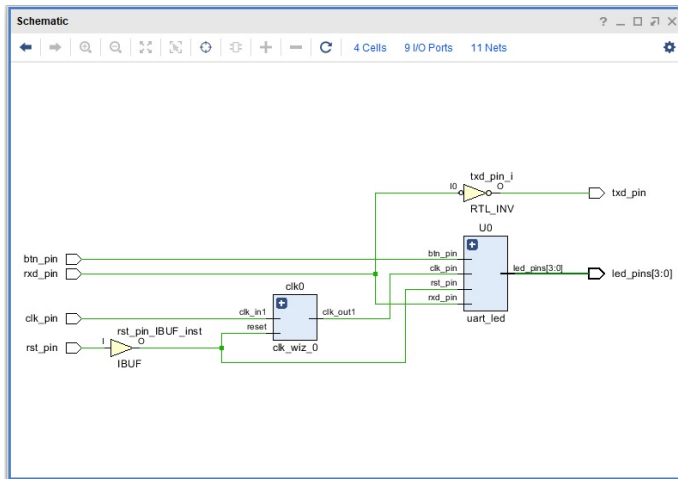 Schematic
4 Cells 9 I/O Ports 11 Nets
txd_pin_i
I0 O
txd_pin
RTL_INV
U0
btn_pin
btn_pin
rxd_pin
clk_pin
led_pins[3:0]
led_pins[3:0]
clk0
rst_pin
rxd_pin
clk_pin
clk_in1 clk_out1
uart_led
rst_pin_IBUF_inst
reset
rst_pin
I O
clk_wiz_0
IBUF